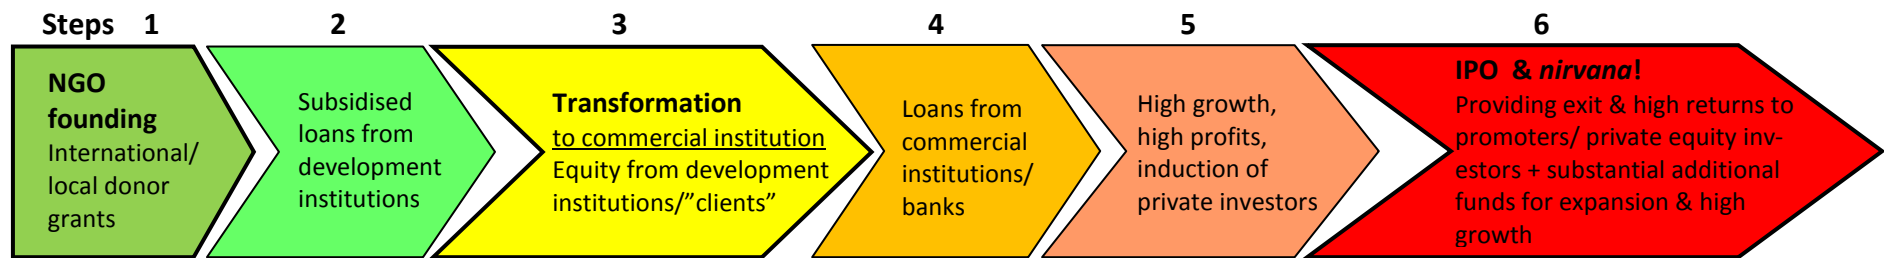 Steps 1 2 3 4 5 6
NGO
founding
International/
local donor
grants
Subsidised
loans from
development
institutions
Transformation
to commercial institution
Equity from development
institutions/”clients”
Loans from
commercial
institutions/
banks
High growth,
high profits,
induction of
private investors
IPO & nirvana!
Providing exit & high returns to
promoters/ private equity inv-
estors + substantial additional
funds for expansion & high
growth